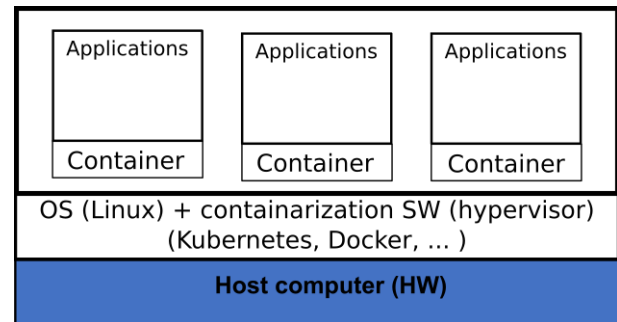 Applications
Applications
Applications
Container
Container
Container
OS (Linux) + containarization SW (hypervisor)
(Kubernetes, Docker, ... )
Host computer (HW)